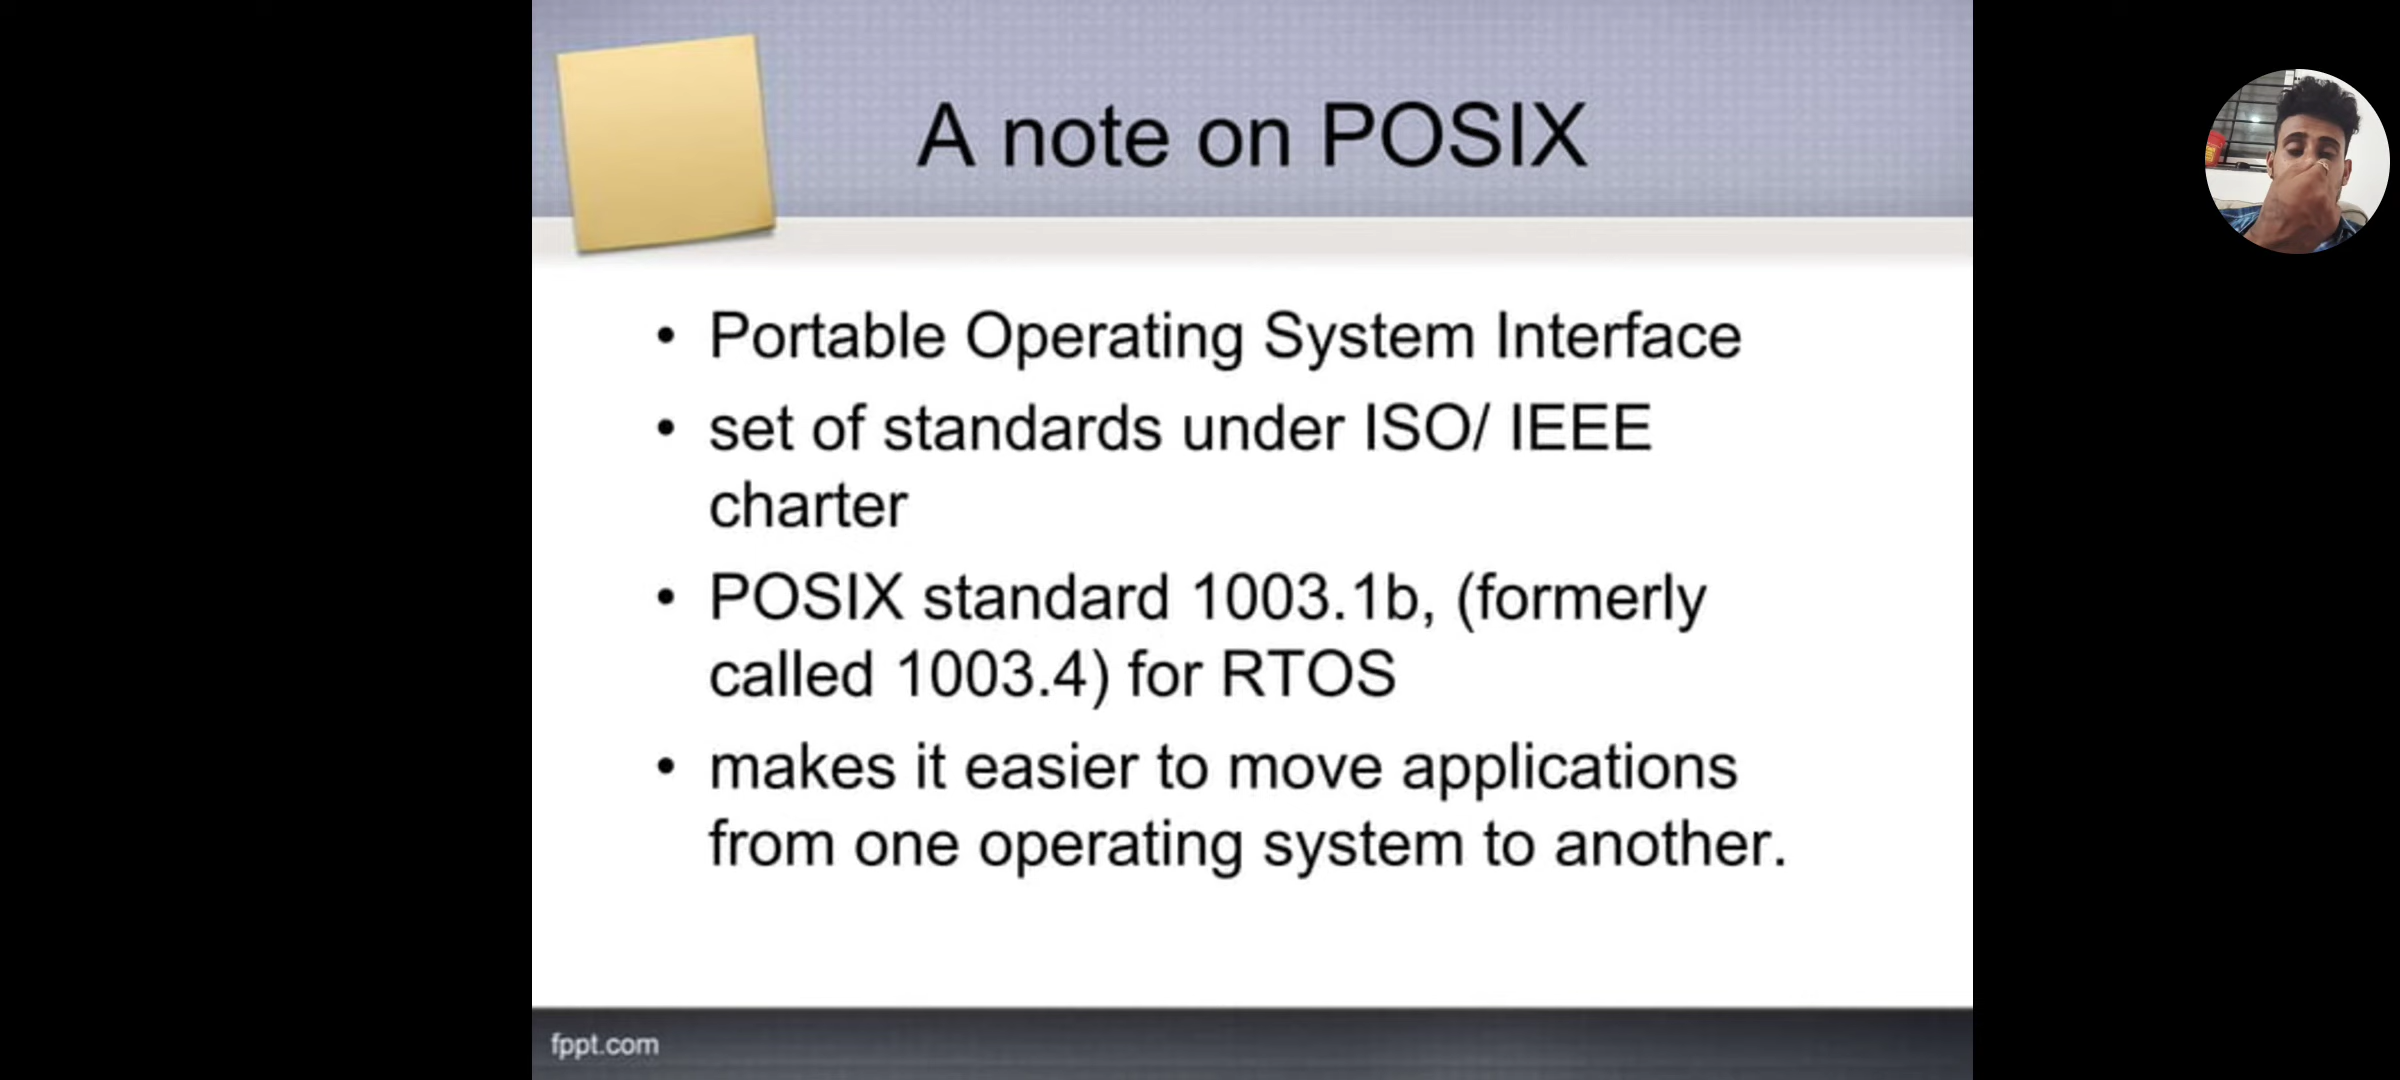 A note on POSIX
• Portable Operating System Interface
• set of standards under ISO/ IEEE
charter
• POSIX standard 1003.1b, (formerly
called 1003.4) for RTOS
• makes it easier to move applications
from one operating system to another.
fppt.com